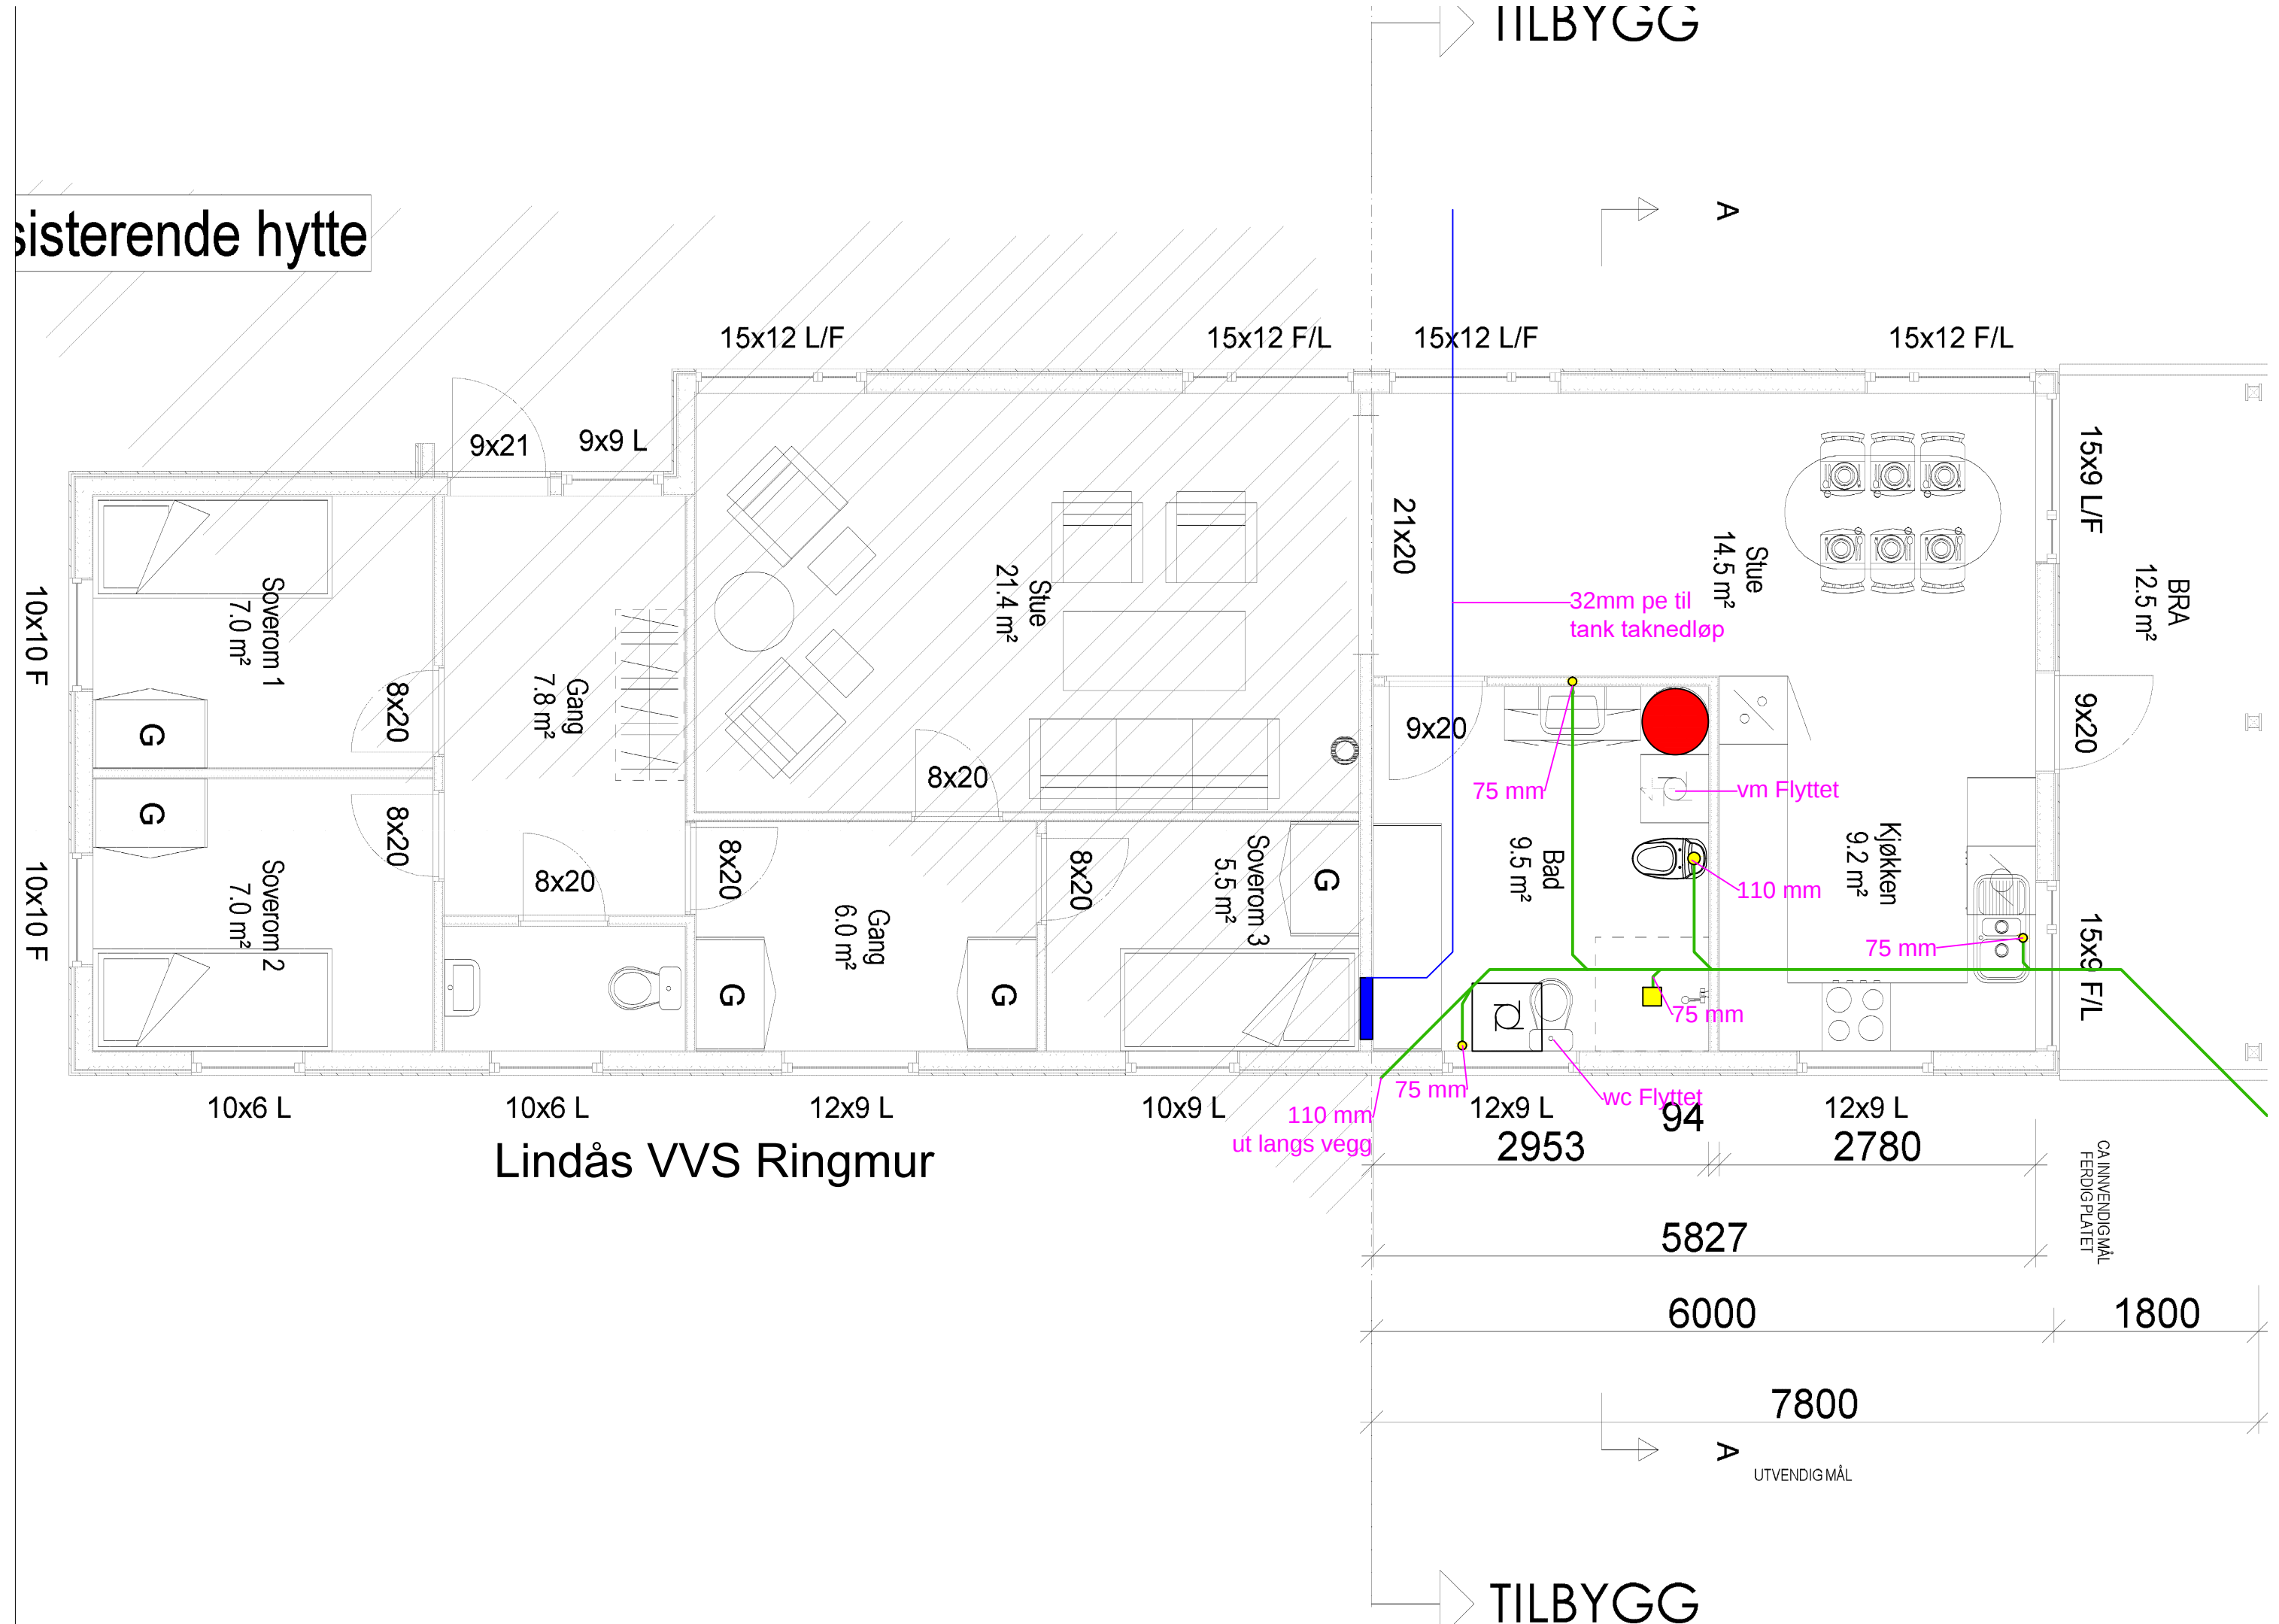 TILBYGG
A
sisterende hytte
15x12 L/F
15x12 F/L
15x12 L/F
15x12 F/L
9x21
9x9 L
21x20
15x9 L/F
Stue
14.5 m²
BRA
12.5 m²
Stue
21.4 m²
32mm pe til
tank taknedløp
10x10 F
Soverom 1
7.0 m²
Gang
7.8 m²
8x20
9x20
9x20
G
8x20
75 mm
vm Flyttet
G
8x20
8x20
8x20
8x20
Soverom 3
5.5 m²
G
Bad
9.5 m²
Kjøkken
9.2 m²
110 mm
10x10 F
Soverom 2
7.0 m²
Gang
6.0 m²
75 mm
15x9 F/L
G
G
75 mm
75 mm
wc Flyttet
110 mm
ut langs vegg
10x6 L
10x6 L
12x9 L
10x9 L
12x9 L
94
12x9 L
Lindås VVS Ringmur
2953
2780
CA INNVENDIG MÅL
FERDIG PLATET
5827
6000
1800
7800
A
UTVENDIG MÅL
TILBYGG